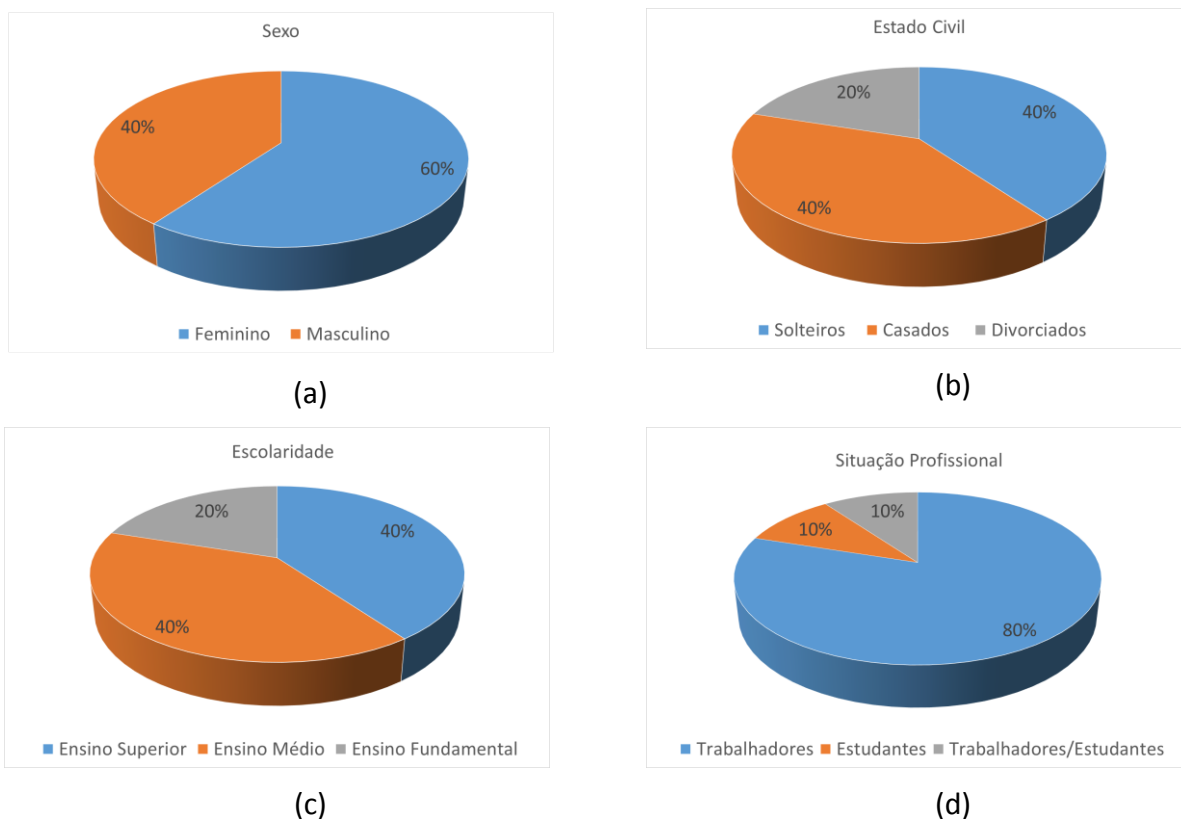 Sexo
40%
60%
Feminino Masculino
(a)
Estado Civil
20%
40%
40%
Solteiros Casados Divorciados
(b)
Escolaridade
20%
40%
40%
Ensino Superior Ensino Médio Ensino Fundamental
(c)
Situação Profissional
10%
10%
80%
Trabalhadores Estudantes Trabalhadores/Estudantes
(d)